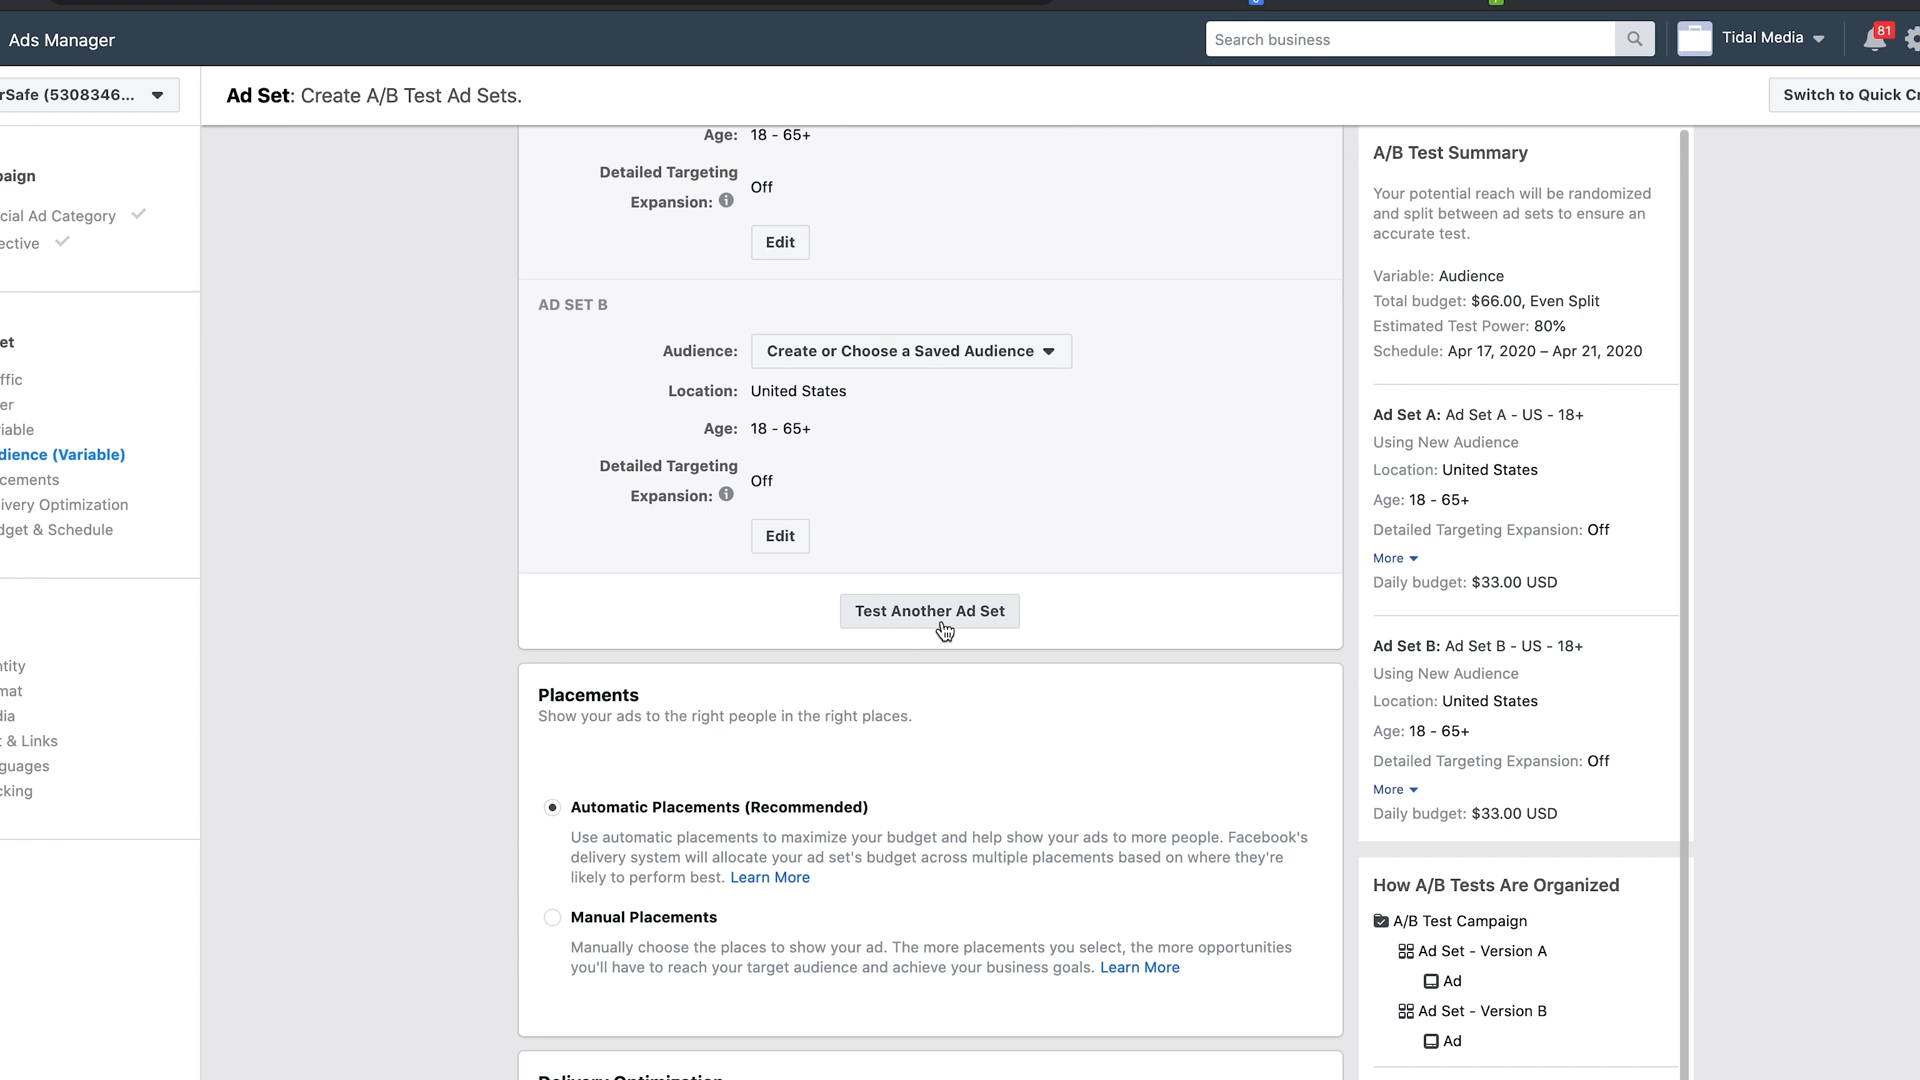 Ads Manager
Search business
Tidal Media
81
rSafe (5308346...
Ad Set: Create A/B Test Ad Sets.
Switch to Quick Cr
paign
cial Ad Category
ective
et
ffic
er
iable
dience (Variable)
cements
ivery Optimization
dget & Schedule
ntity
mat
dia
t & Links
guages
cking
Age: 18 - 65+
Detailed Targeting
Expansion:
Off
Edit
AD SET B
Audience: Create or Choose a Saved Audience
Location: United States
Age: 18 - 65+
Detailed Targeting
Expansion:
Off
Edit
Test Another Ad Set
Placements
Show your ads to the right people in the right places.
Automatic Placements (Recommended)
Use automatic placements to maximize your budget and help show your ads to more people. Facebook's
delivery system will allocate your ad set's budget across multiple placements based on where they're
likely to perform best. Learn More
Manual Placements
Manually choose the places to show your ad. The more placements you select, the more opportunities
you'll have to reach your target audience and achieve your business goals. Learn More
Delivery Optimization
A/B Test Summary
Your potential reach will be randomized
and split between ad sets to ensure an
accurate test.
Variable: Audience
Total budget: $66.00, Even Split
Estimated Test Power: 80%
Schedule: Apr 17, 2020 – Apr 21, 2020
Ad Set A: Ad Set A - US - 18+
Using New Audience
Location: United States
Age: 18 - 65+
Detailed Targeting Expansion: Off
More
Daily budget: $33.00 USD
Ad Set B: Ad Set B - US - 18+
Using New Audience
Location: United States
Age: 18 - 65+
Detailed Targeting Expansion: Off
More
Daily budget: $33.00 USD
How A/B Tests Are Organized
A/B Test Campaign
Ad Set - Version A
Ad
Ad Set - Version B
Ad